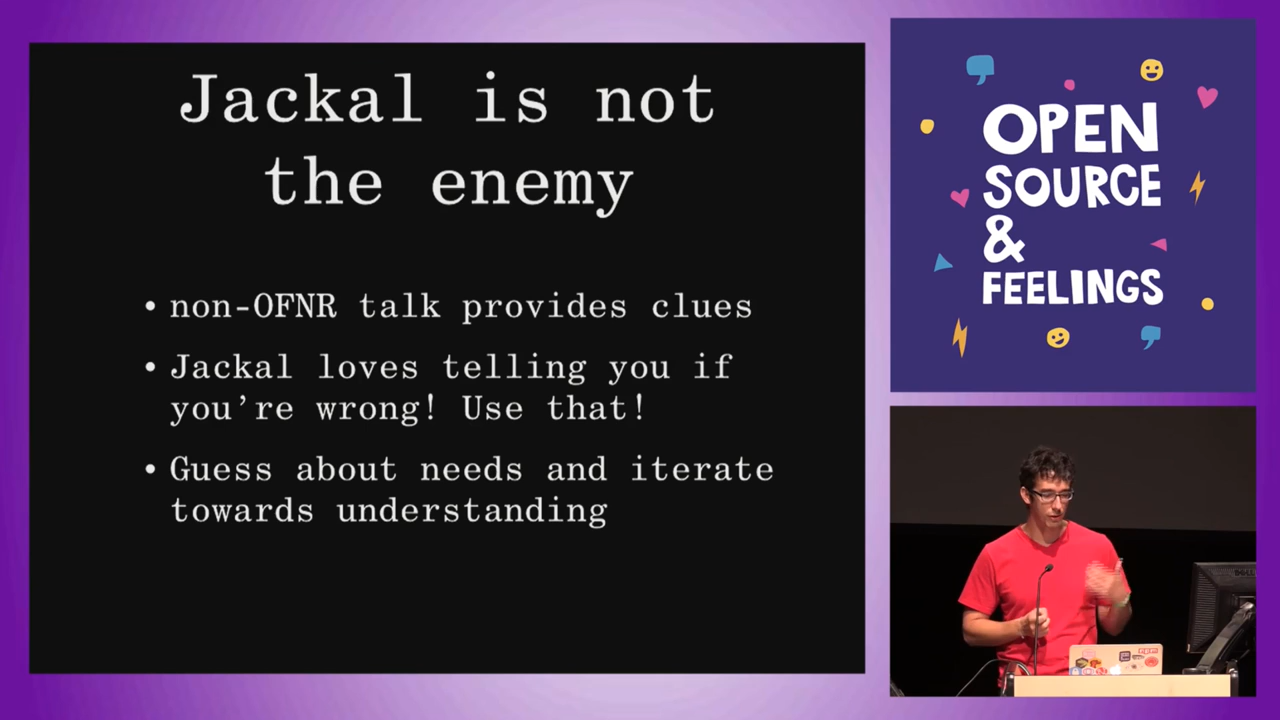 Jackal is not
the enemy
• non-OFNR talk provides clues
• Jackal loves telling you if
you’re wrong! Use that!
• Guess about needs and iterate
towards understanding
OPEN
SOURCE
&
FEELINGS
DELL